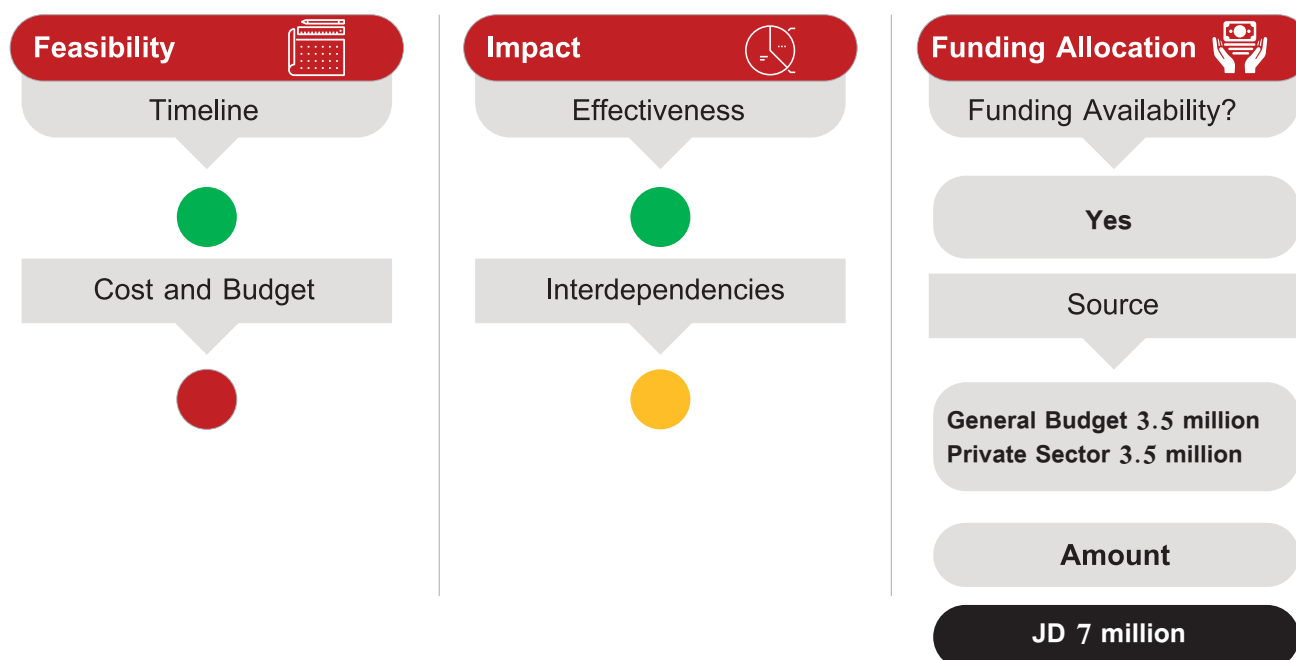 Feasibility
Timeline
Cost and Budget
Impact
Effectiveness
Interdependencies
Funding Allocation
Funding Availability?
Yes
Source
General Budget 3.5 million
Private Sector 3.5 million
Amount
JD 7 million